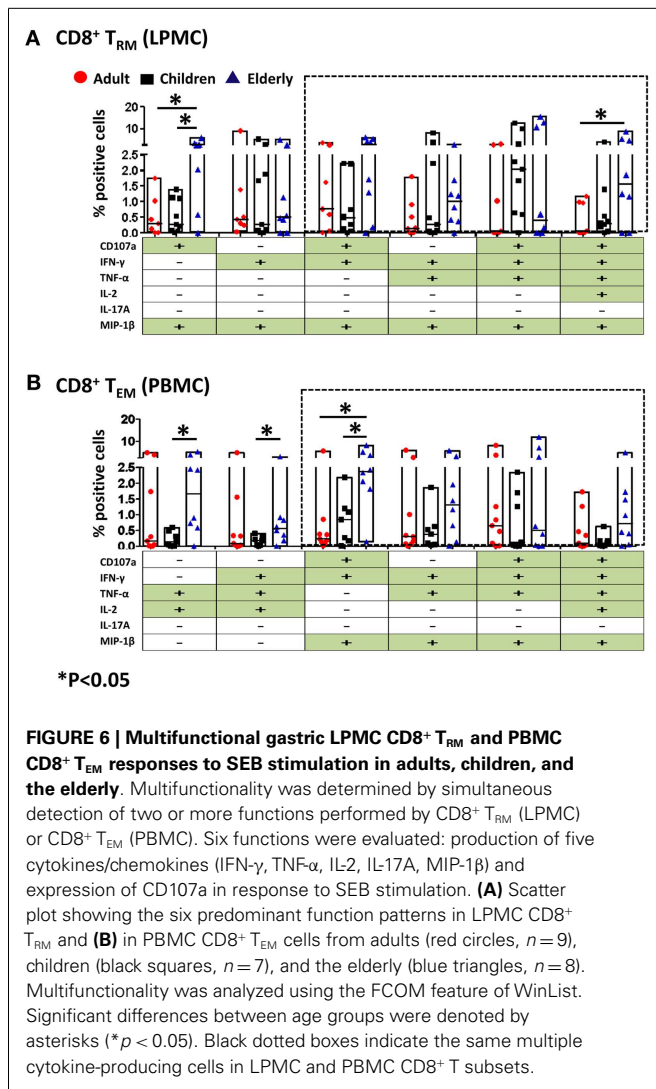 A CD8+ TRM (LPMC)
Adult Children Elderly
* * *
% positive cells
20
10
2.5
2.0
1.5
1.0
0.5
0.0
CD107a + – + – + +
IFN-γ – + + + + +
TNF-α – – – + + +
IL-2 – – – – – +
IL-17A – – – – – –
MIP-1β + + + + + +
B CD8+ TEM (PBMC)
* * * *
% positive cells
20
10
2.5
2.0
1.5
1.0
0.5
0.0
CD107a – – + – + +
IFN-γ – + + + + +
TNF-α + + – + + +
IL-2 + + – – – +
IL-17A – – – – – –
MIP-1β – – + + + +
*P<0.05
FIGURE 6 | Multifunctional gastric LPMC CD8+ TRM and PBMC
CD8+ TEM responses to SEB stimulation in adults, children, and
the elderly. Multifunctionality was determined by simultaneous
detection of two or more functions performed by CD8+ TRM (LPMC)
or CD8+ TEM (PBMC). Six functions were evaluated: production of five
cytokines/chemokines (IFN-γ, TNF-α, IL-2, IL-17A, MIP-1β) and
expression of CD107a in response to SEB stimulation. (A) Scatter
plot showing the six predominant function patterns in LPMC CD8+
TRM and (B) in PBMC CD8+ TEM cells from adults (red circles, n = 9),
children (black squares, n = 7), and the elderly (blue triangles, n = 8).
Multifunctionality was analyzed using the FCOM feature of WinList.
Significant differences between age groups were denoted by
asterisks (*p < 0.05). Black dotted boxes indicate the same multiple
cytokine-producing cells in LPMC and PBMC CD8+ T subsets.